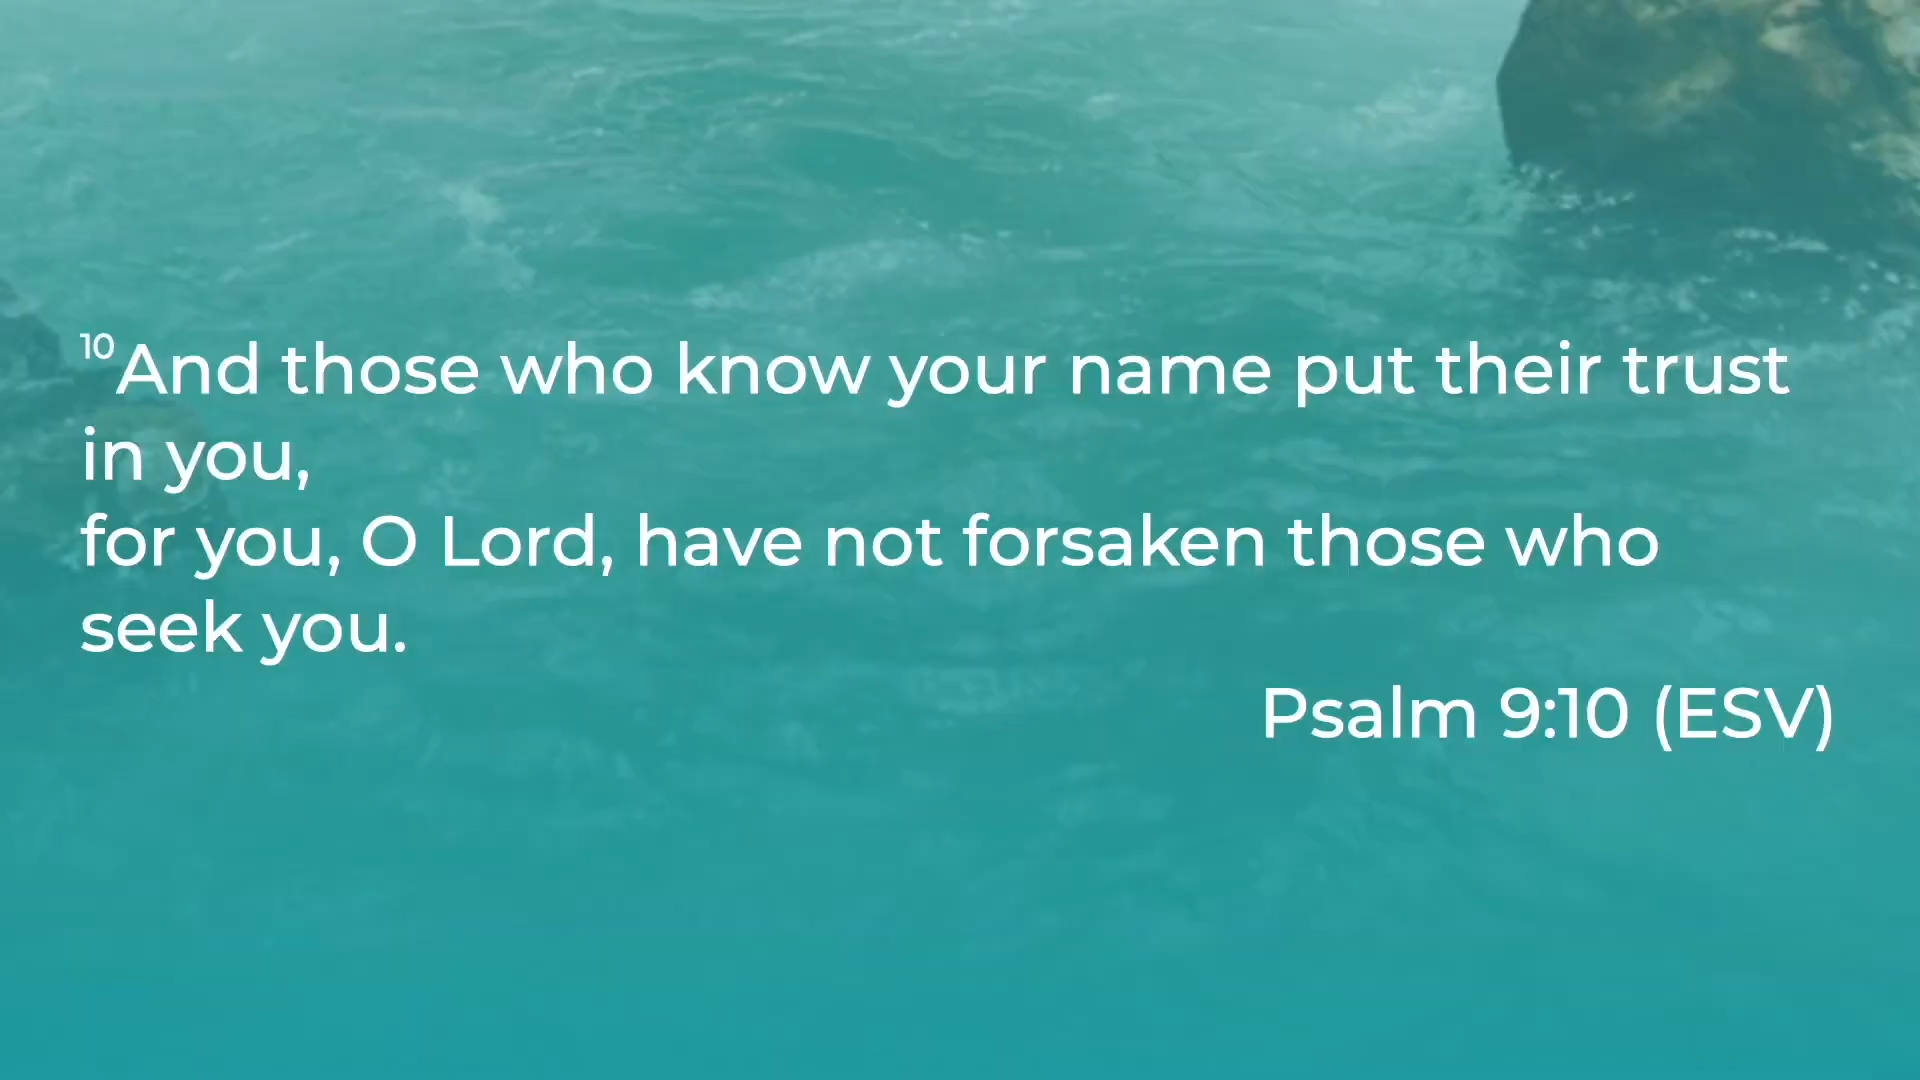 10And those who know your name put their trust
in you,
for you, O Lord, have not forsaken those who
seek you.
Psalm 9:10 (ESV)